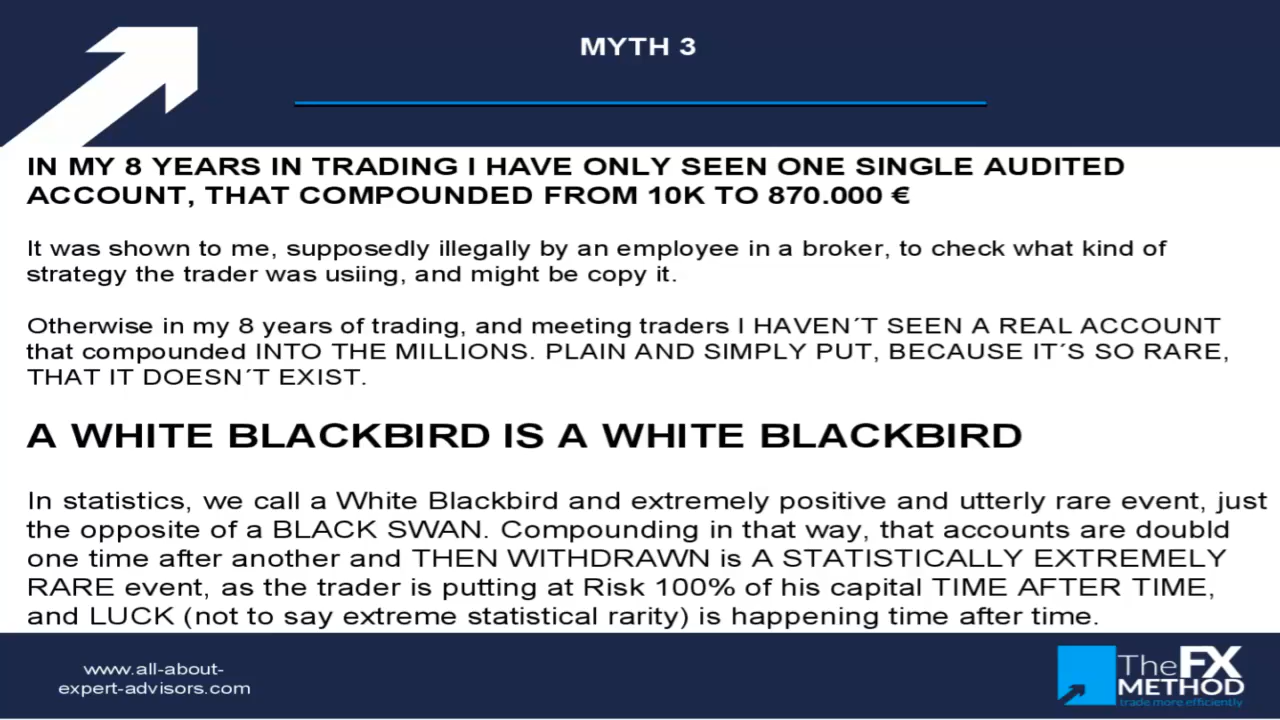 MYTH 3
IN MY 8 YEARS IN TRADING I HAVE ONLY SEEN ONE SINGLE AUDITED
ACCOUNT, THAT COMPOUNDED FROM 10K TO 870.000 €
It was shown to me, supposedly illegally by an employee in a broker, to check what kind of
strategy the trader was usiing, and might be copy it.
Otherwise in my 8 years of trading, and meeting traders I HAVEN´T SEEN A REAL ACCOUNT
that compounded INTO THE MILLIONS. PLAIN AND SIMPLY PUT, BECAUSE IT´S SO RARE,
THAT IT DOESN´T EXIST.
A WHITE BLACKBIRD IS A WHITE BLACKBIRD
In statistics, we call a White Blackbird and extremely positive and utterly rare event, just
the opposite of a BLACK SWAN. Compounding in that way, that accounts are doubld
one time after another and THEN WITHDRAWN is A STATISTICALLY EXTREMELY
RARE event, as the trader is putting at Risk 100% of his capital TIME AFTER TIME,
and LUCK (not to say extreme statistical rarity) is happening time after time.
www.all-about-
expert-advisors.com
The FX
METHOD
trade more efficiently